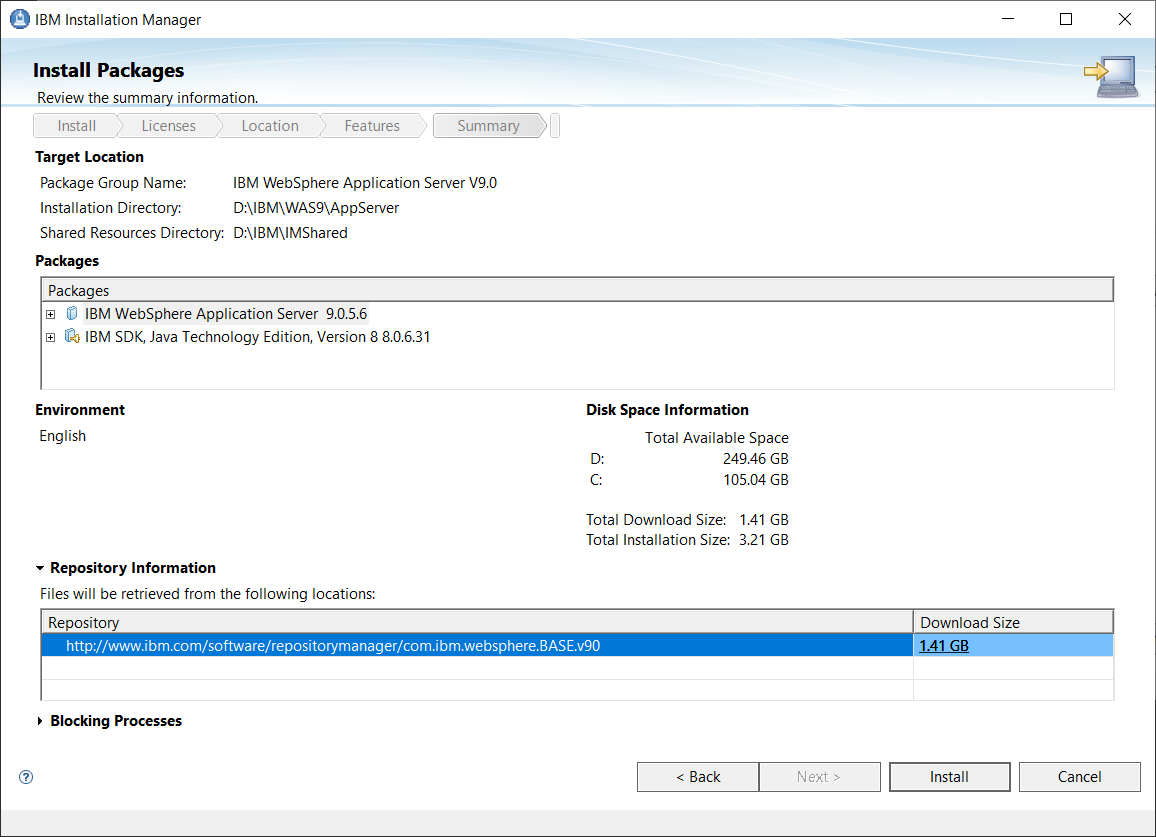 IBM Installation Manager
Install Packages
Review the summary information.
Install Licenses Location Features Summary
Target Location
Package Group Name: IBM WebSphere Application Server V9.0
Installation Directory: D:\IBM\WAS9\AppServer
Shared Resources Directory: D:\IBM\IMShared
Packages
Packages
IBM WebSphere Application Server 9.0.5.6
IBM SDK, Java Technology Edition, Version 8 8.0.6.31
Environment
English
Disk Space Information
Total Available Space
D: 249.46 GB
C: 105.04 GB
Total Download Size: 1.41 GB
Total Installation Size: 3.21 GB
Repository Information
Files will be retrieved from the following locations:
Repository Download Size
http://www.ibm.com/software/repositorymanager/com.ibm.websphere.BASE.v90 1.41 GB
Blocking Processes
? < Back Next > Install Cancel